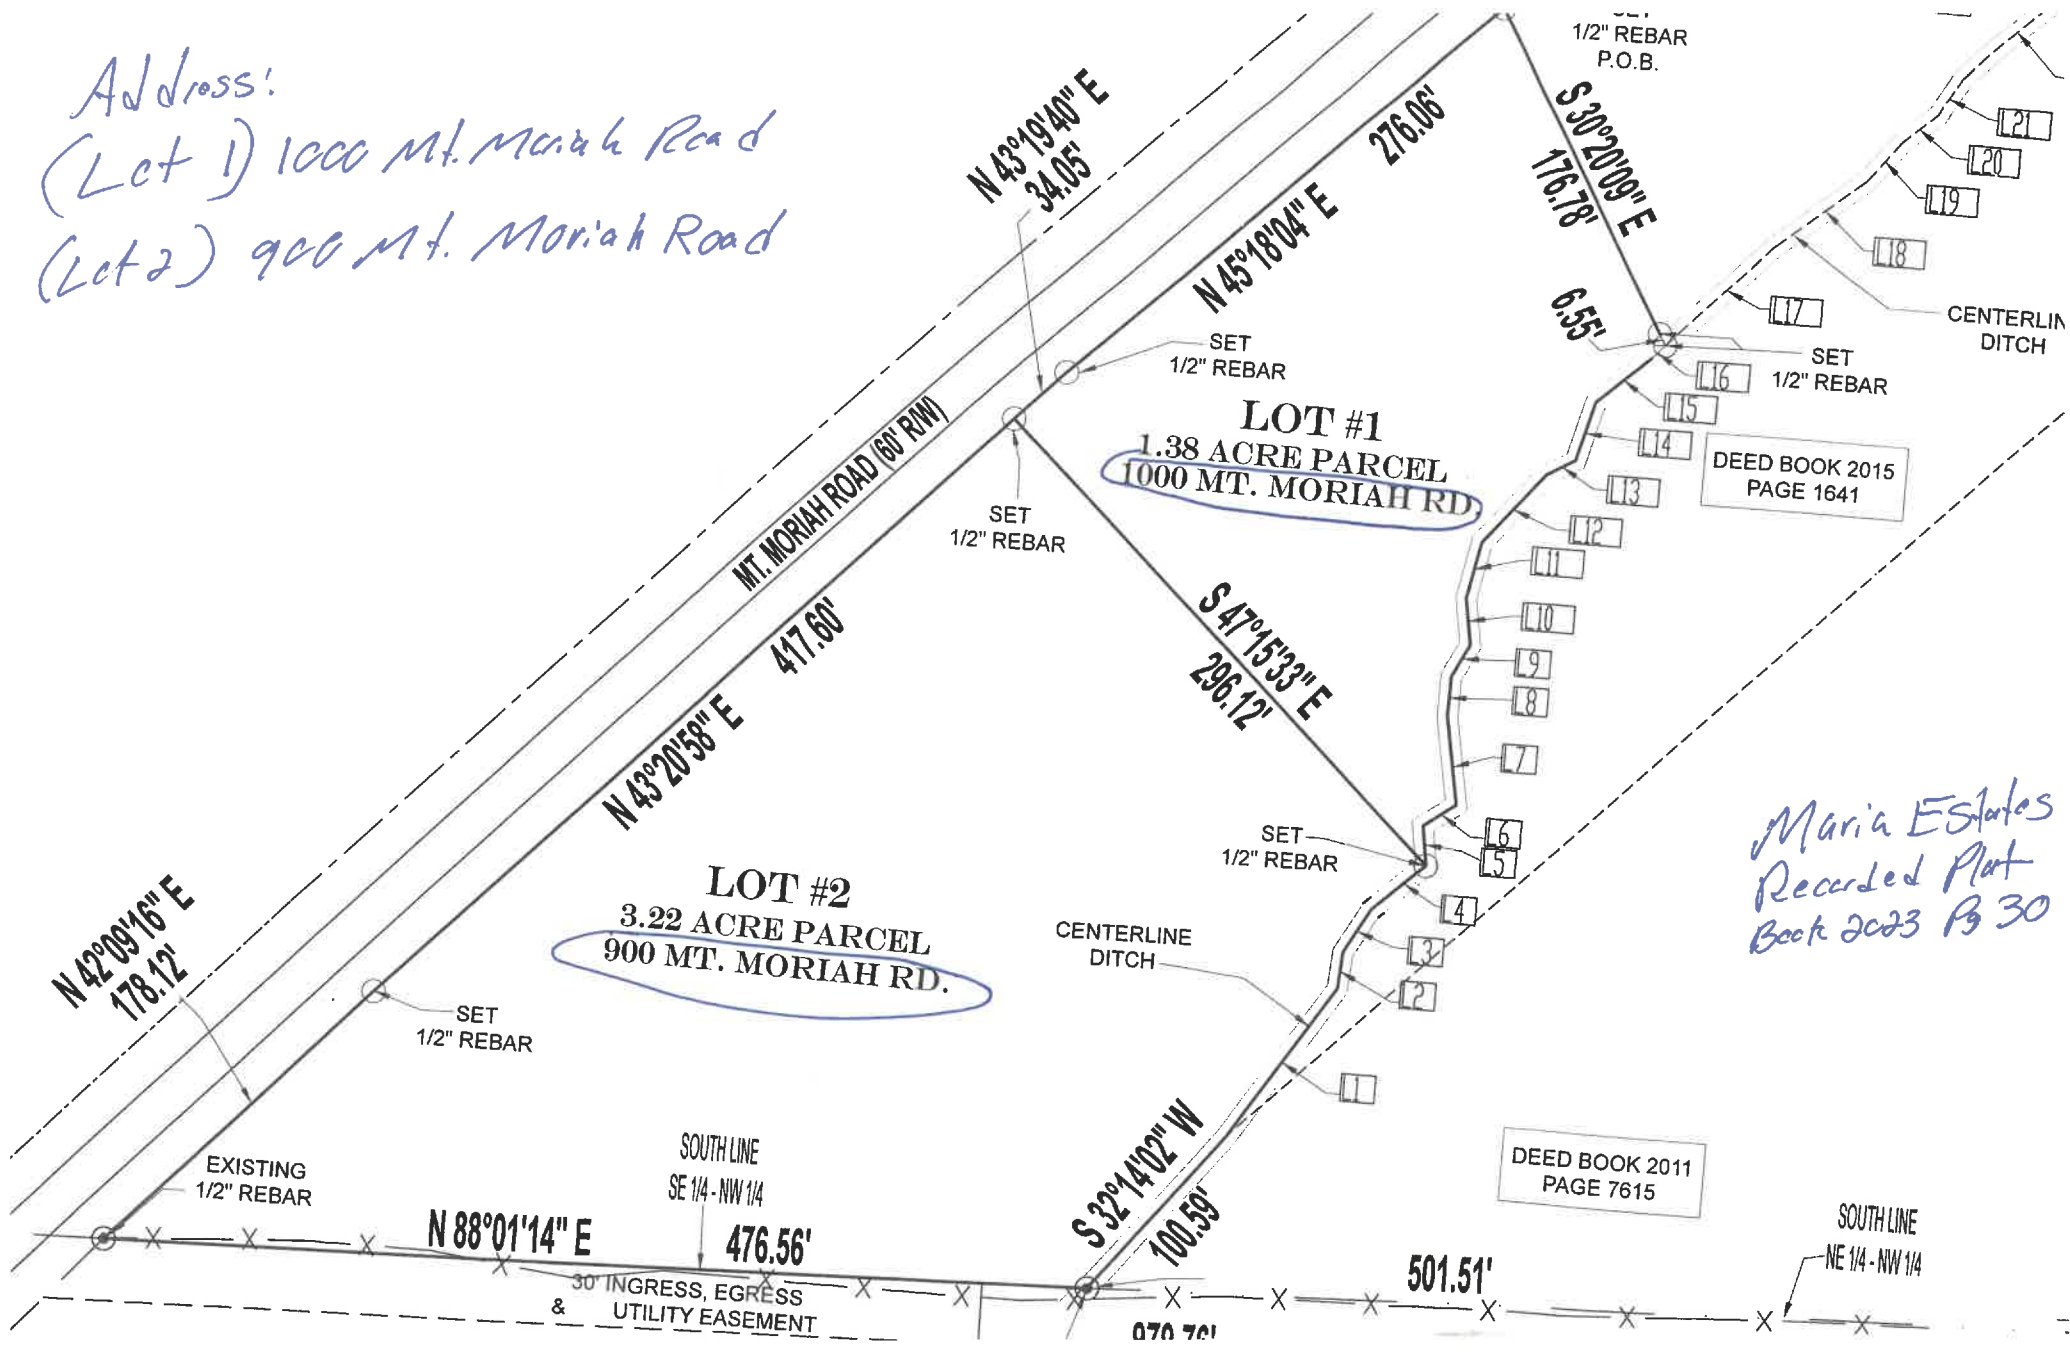 Address:
(Lot 1) 1000 Mt. Moriah Road
(Lot 2) 900 Mt. Moriah Road
SET
1/2" REBAR
P.O.B.
N 43°19'40" E
34.05'
276.06'
N 45°18'04" E
S 30°20'09" E
176.78'
6.55'
L21
L20
L19
L18
L17
CENTERLIN
DITCH
SET
1/2" REBAR
L16
L15
L14
L13
L12
L11
L10
L9
L8
L7
L6
L5
L4
L3
L2
L1
SET
1/2" REBAR
LOT #1
1.38 ACRE PARCEL
1000 MT. MORIAH RD.
DEED BOOK 2015
PAGE 1641
MT. MORIAH ROAD (60' R/W)
SET
1/2" REBAR
417.60'
N 43°20'58" E
S 47°15'33" E
296.12'
SET
1/2" REBAR
Maria Estates
Recorded Plat
Book 2023 Pg 30
LOT #2
3.22 ACRE PARCEL
900 MT. MORIAH RD.
CENTERLINE
DITCH
N 42°09'16" E
178.12'
SET
1/2" REBAR
EXISTING
1/2" REBAR
SOUTH LINE
SE 1/4 - NW 1/4
S 32°14'02" W
100.59'
DEED BOOK 2011
PAGE 7615
N 88°01'14" E
476.56'
501.51'
SOUTH LINE
NE 1/4 - NW 1/4
30' INGRESS, EGRESS
& UTILITY EASEMENT